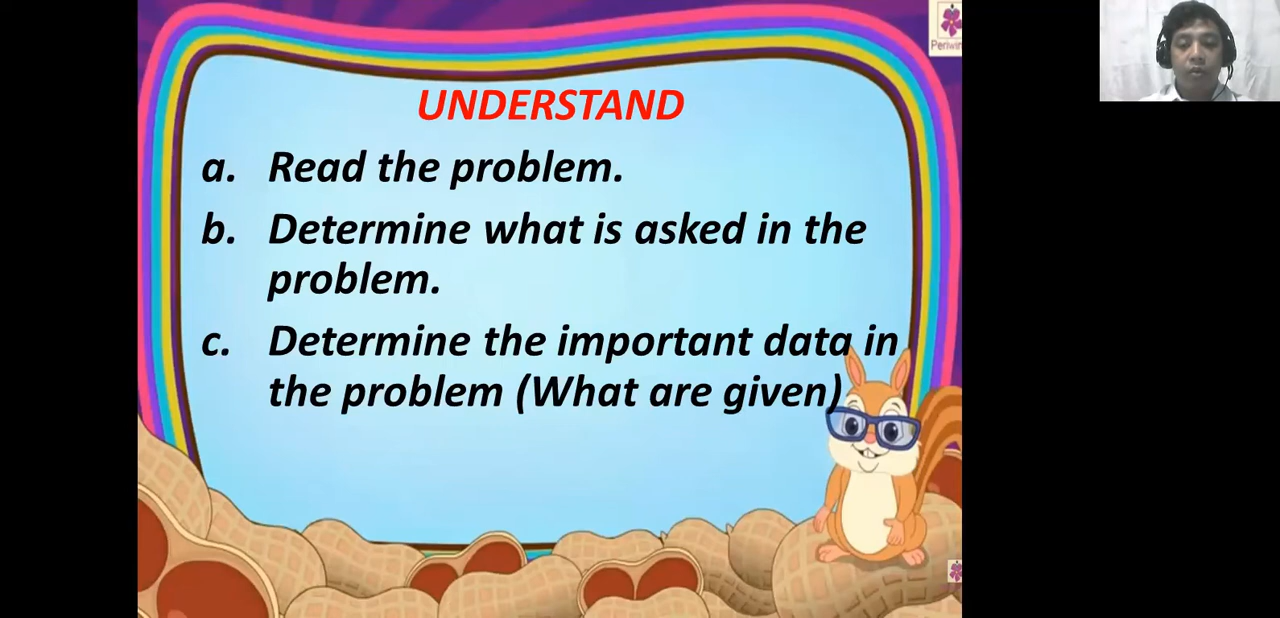 UNDERSTAND
a. Read the problem.
b. Determine what is asked in the
problem.
c. Determine the important data in
the problem (What are given)